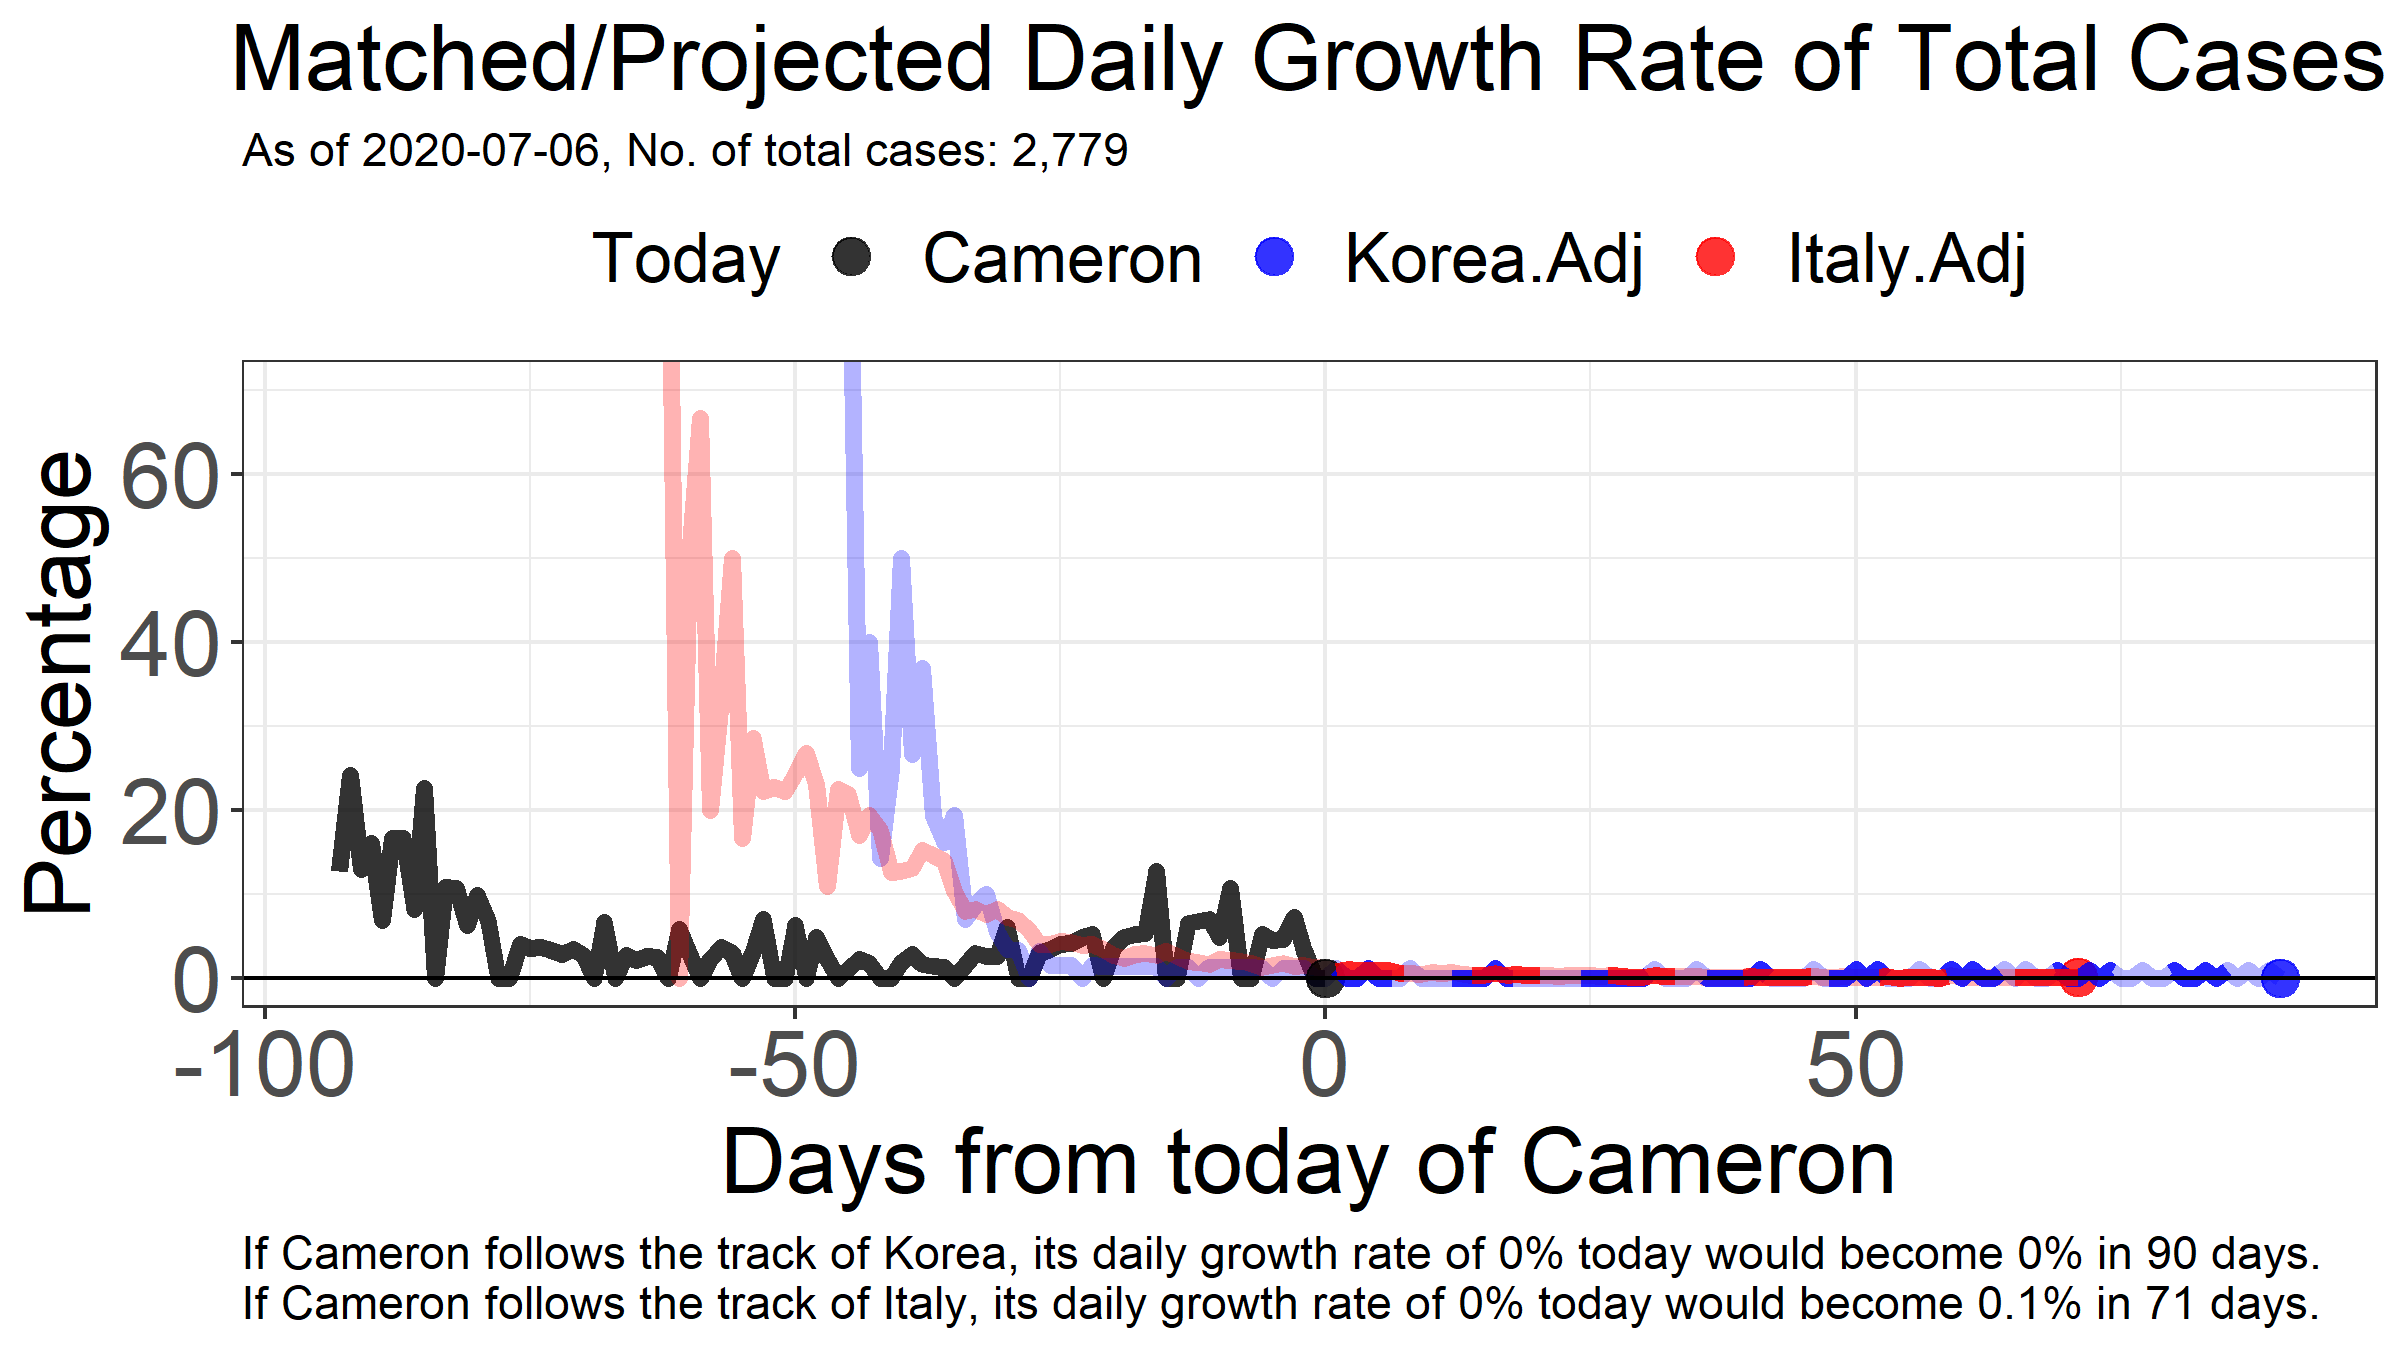 Matched/Projected Daily Growth Rate of Total Cases
As of 2020-07-06, No. of total cases: 2,779
Today Cameron Korea.Adj Italy.Adj
Percentage
60
40
20
0
-100 -50 0 50
Days from today of Cameron
If Cameron follows the track of Korea, its daily growth rate of 0% today would become 0% in 90 days.
If Cameron follows the track of Italy, its daily growth rate of 0% today would become 0.1% in 71 days.